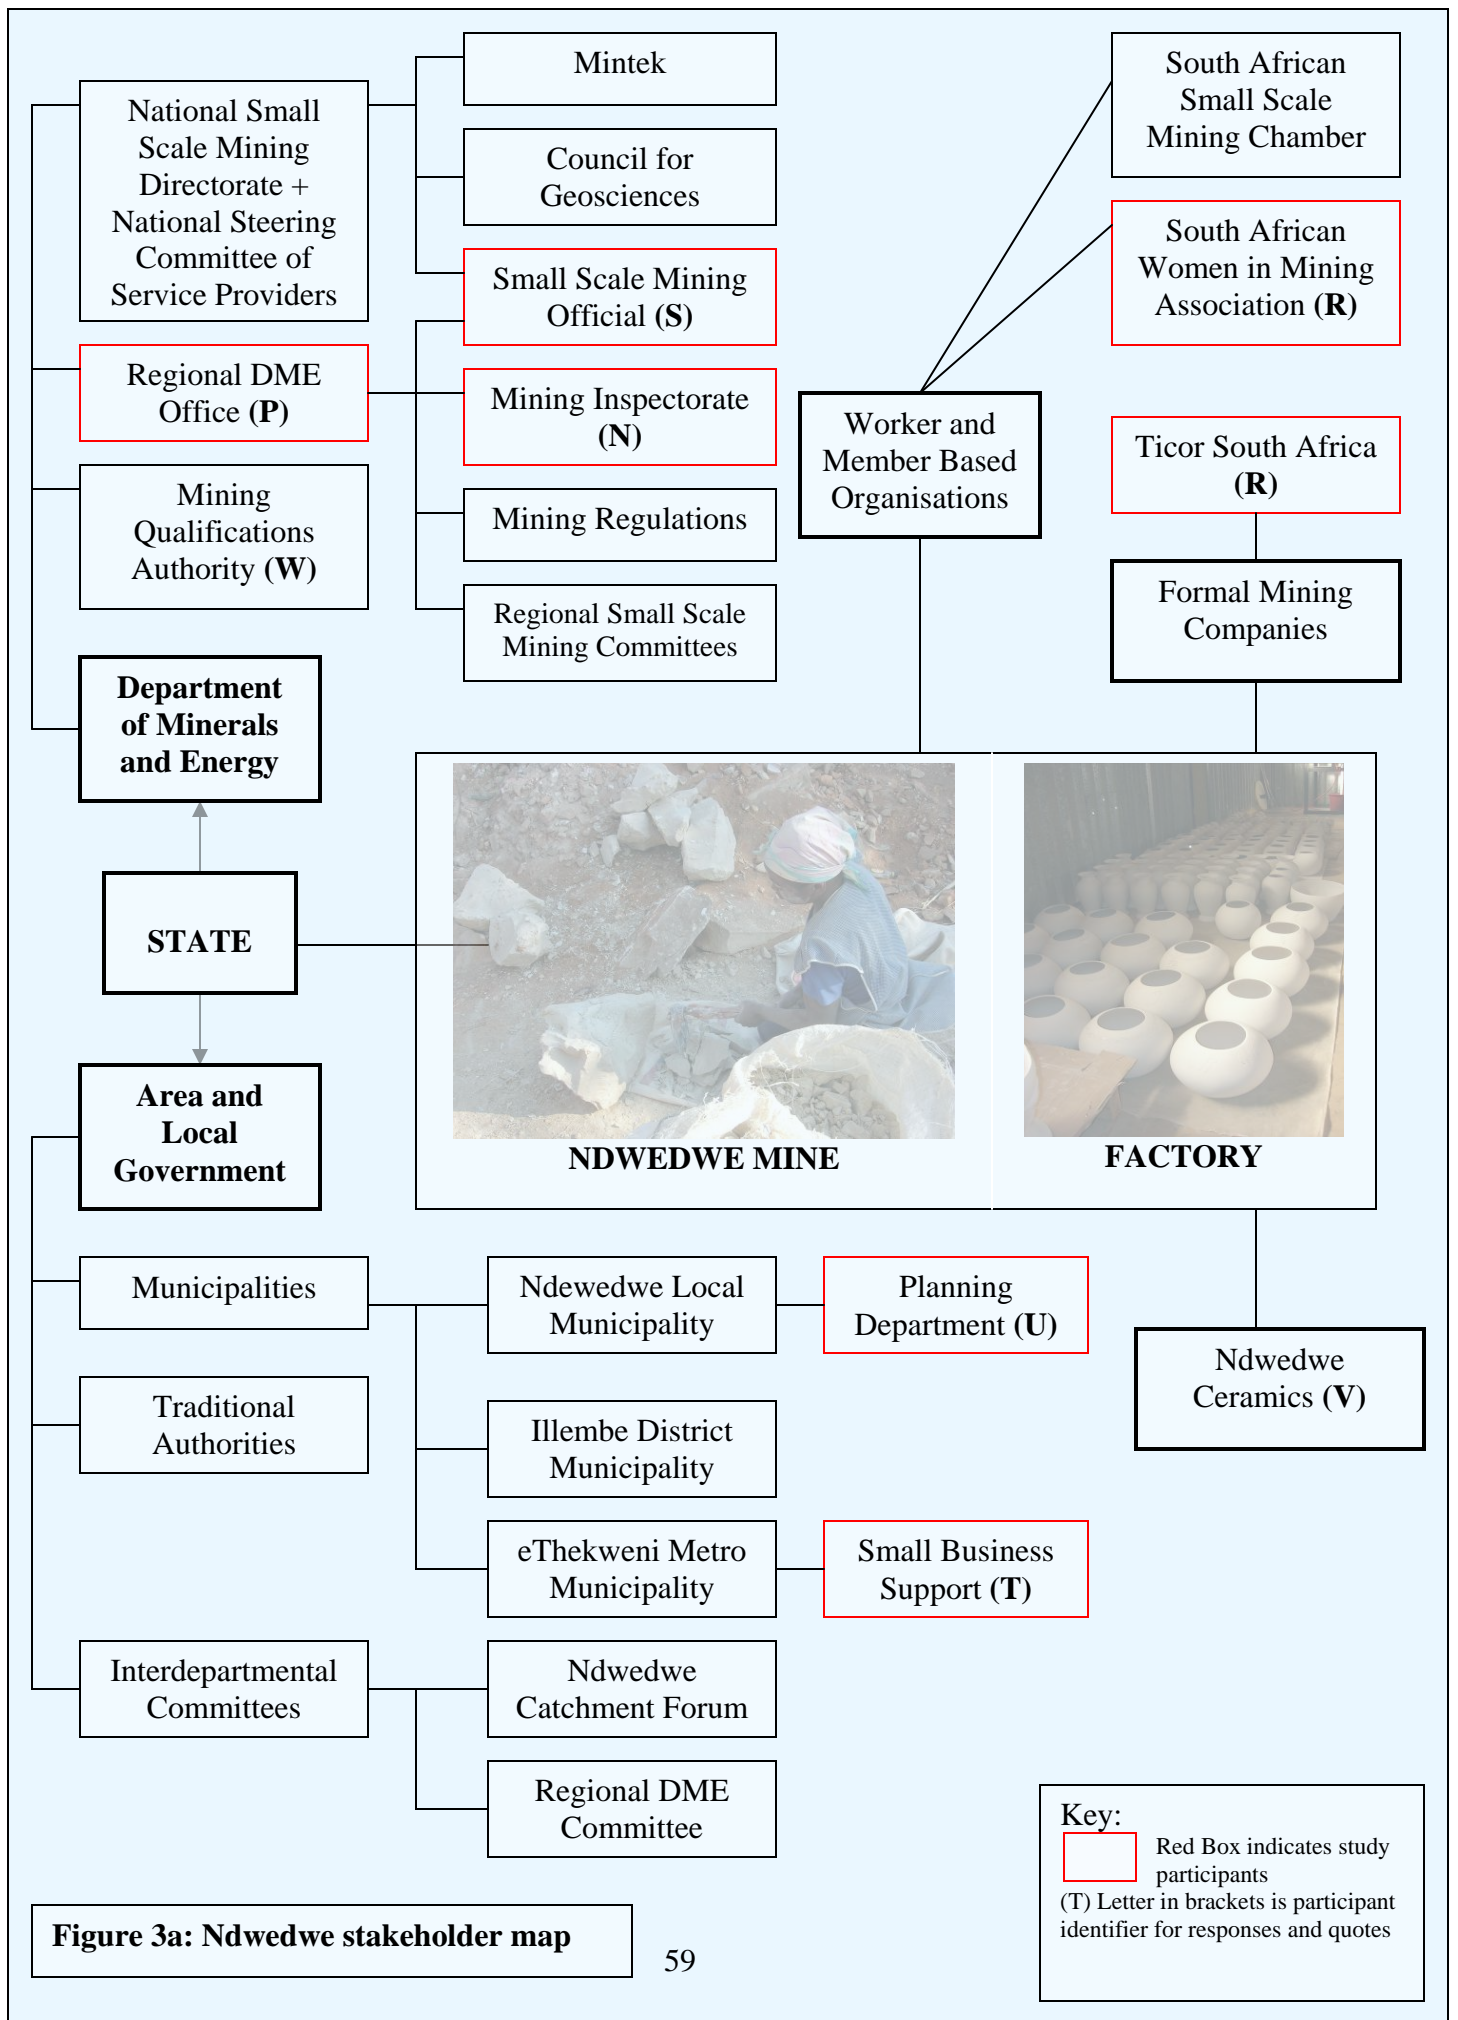 Mintek
National Small
Scale Mining
Directorate +
National Steering
Committee of
Service Providers
Council for
Geosciences
Small Scale Mining
Official (S)
Regional DME
Office (P)
Mining Inspectorate
(N)
Mining
Qualifications
Authority (W)
Mining Regulations
Regional Small Scale
Mining Committees
South African
Small Scale
Mining Chamber
South African
Women in Mining
Association (R)
Worker and
Member Based
Organisations
Ticor South Africa
(R)
Formal Mining
Companies
Department
of Minerals
and Energy
STATE
NDWEDWE MINE
FACTORY
Area and
Local
Government
Municipalities
Ndewedwe Local
Municipality
Planning
Department (U)
Ndwedwe
Ceramics (V)
Traditional
Authorities
Illembe District
Municipality
eThekweni Metro
Municipality
Small Business
Support (T)
Interdepartmental
Committees
Ndwedwe
Catchment Forum
Regional DME
Committee
Key:
Red Box indicates study
participants
(T) Letter in brackets is participant
identifier for responses and quotes
Figure 3a: Ndwedwe stakeholder map
59